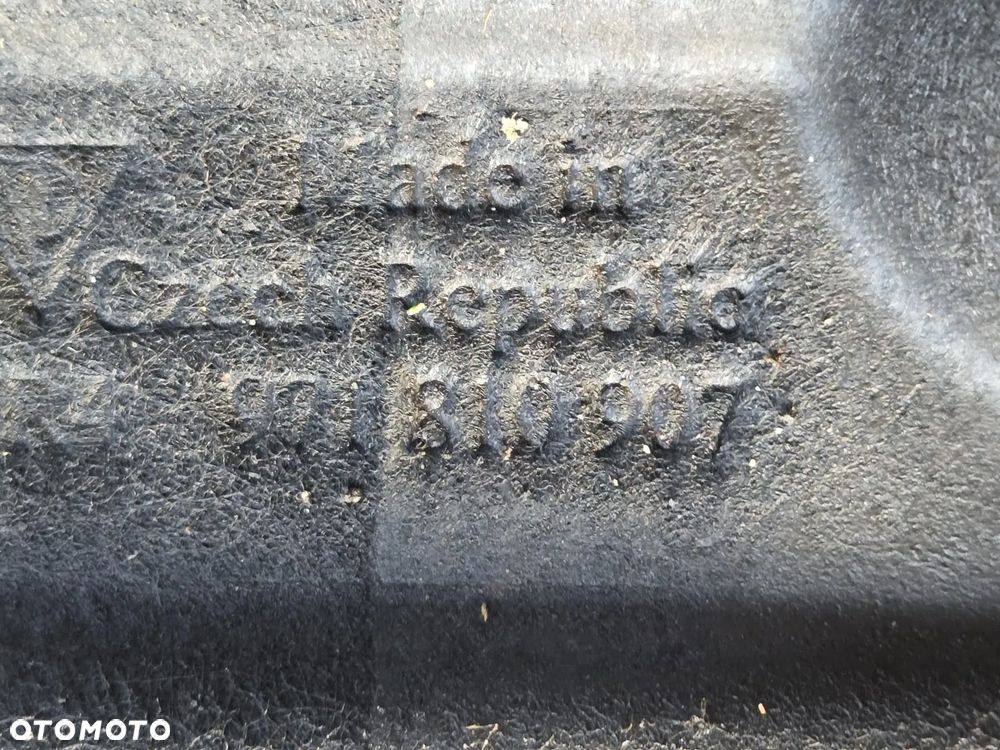 Made in
Czech Republic
971 810 907
OTOMOTO